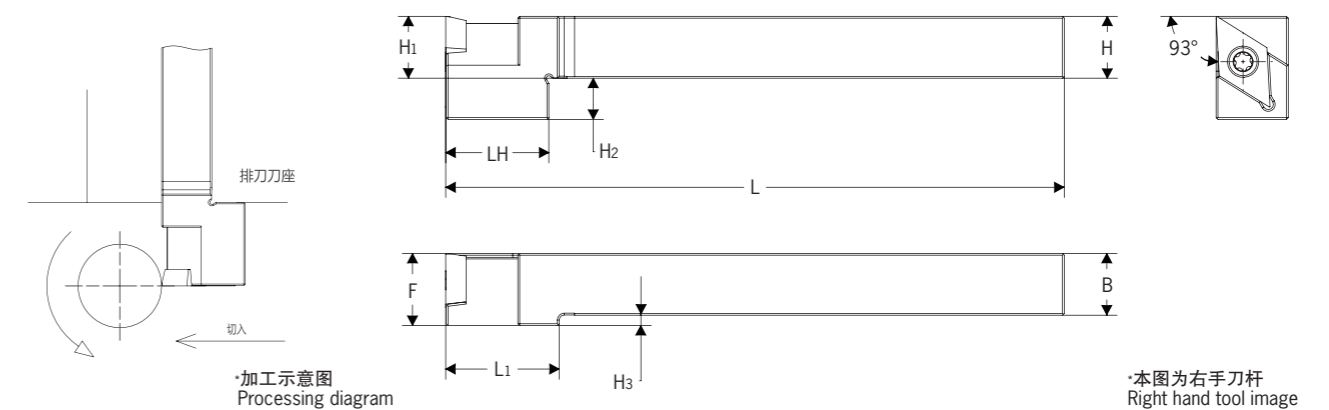 H1
H
93°
LH
H2
排刀刀座
L
F
B
切入
L1
H3
*加工示意图
Processing diagram
*本图为右手刀杆
Right hand tool image